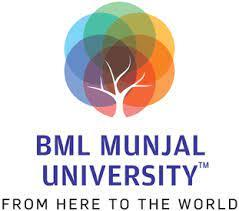 BML MUNJAL
UNIVERSITY™
FROM HERE TO THE WORLD